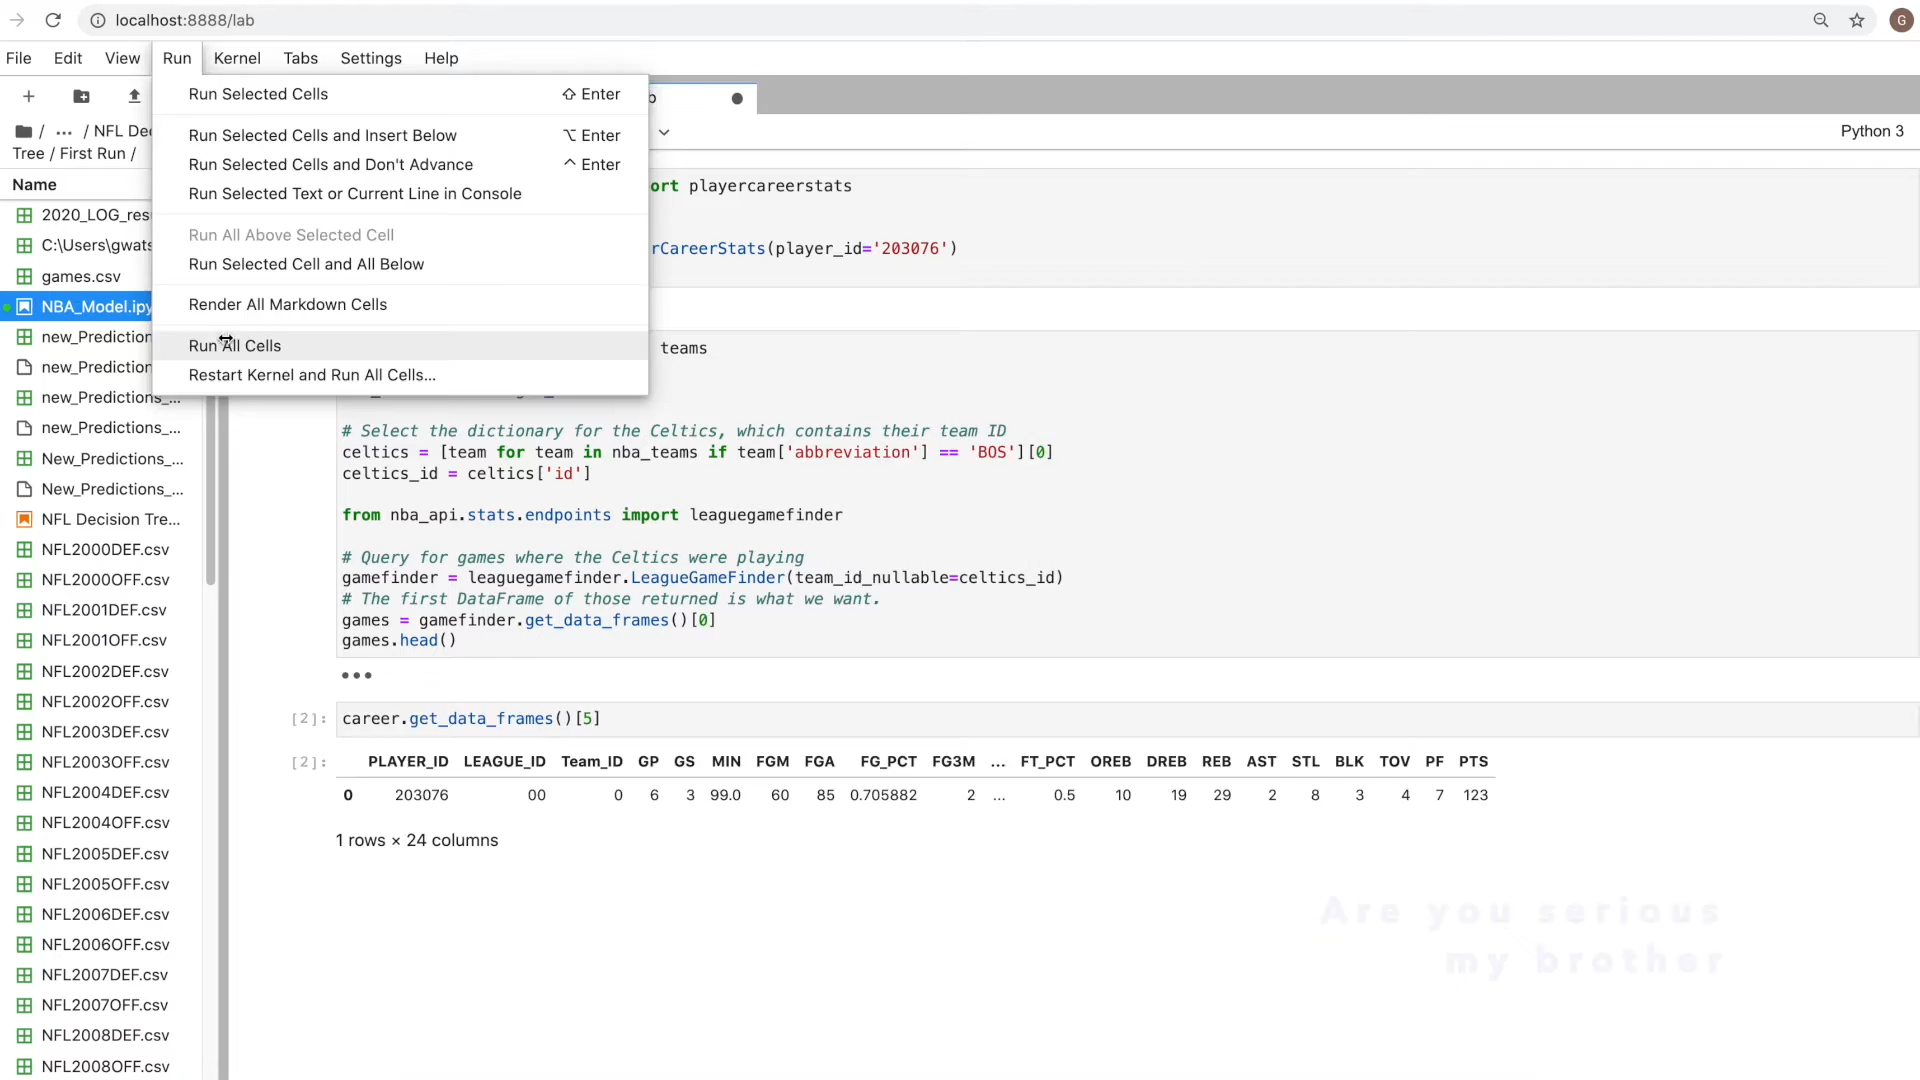 localhost:8888/lab
G
File Edit View Run Kernel Tabs Settings Help
Run Selected Cells ⇧ Enter
Run Selected Cells and Insert Below ⌥ Enter
Run Selected Cells and Don't Advance ^ Enter
Run Selected Text or Current Line in Console
Run All Above Selected Cell
Run Selected Cell and All Below
Render All Markdown Cells
Run All Cells
Restart Kernel and Run All Cells...
/ ... / NFL Dec
Tree / First Run /
Name
2020_LOG_resu
C:\Users\gwats
games.csv
NBA_Model.ipy
new_Prediction
new_Prediction
new_Predictions_...
new_Predictions_...
New_Predictions_...
New_Predictions_...
NFL Decision Tre...
NFL2000DEF.csv
NFL2000OFF.csv
NFL2001DEF.csv
NFL2001OFF.csv
NFL2002DEF.csv
NFL2002OFF.csv
NFL2003DEF.csv
NFL2003OFF.csv
NFL2004DEF.csv
NFL2004OFF.csv
NFL2005DEF.csv
NFL2005OFF.csv
NFL2006DEF.csv
NFL2006OFF.csv
NFL2007DEF.csv
NFL2007OFF.csv
NFL2008DEF.csv
NFL2008OFF.csv
b
Python 3
ort playercareerstats
rCareerStats(player_id='203076')
teams
# Select the dictionary for the Celtics, which contains their team ID
celtics = [team for team in nba_teams if team['abbreviation'] == 'BOS'][0]
celtics_id = celtics['id']
from nba_api.stats.endpoints import leaguegamefinder
# Query for games where the Celtics were playing
gamefinder = leaguegamefinder.LeagueGameFinder(team_id_nullable=celtics_id)
# The first DataFrame of those returned is what we want.
games = gamefinder.get_data_frames()[0]
games.head()
[2]: career.get_data_frames()[5]
[2]: PLAYER_ID LEAGUE_ID Team_ID GP GS MIN FGM FGA FG_PCT FG3M ... FT_PCT OREB DREB REB AST STL BLK TOV PF PTS
0 203076 00 0 6 3 99.0 60 85 0.705882 2 ... 0.5 10 19 29 2 8 3 4 7 123
1 rows × 24 columns
Are you serious
my brother